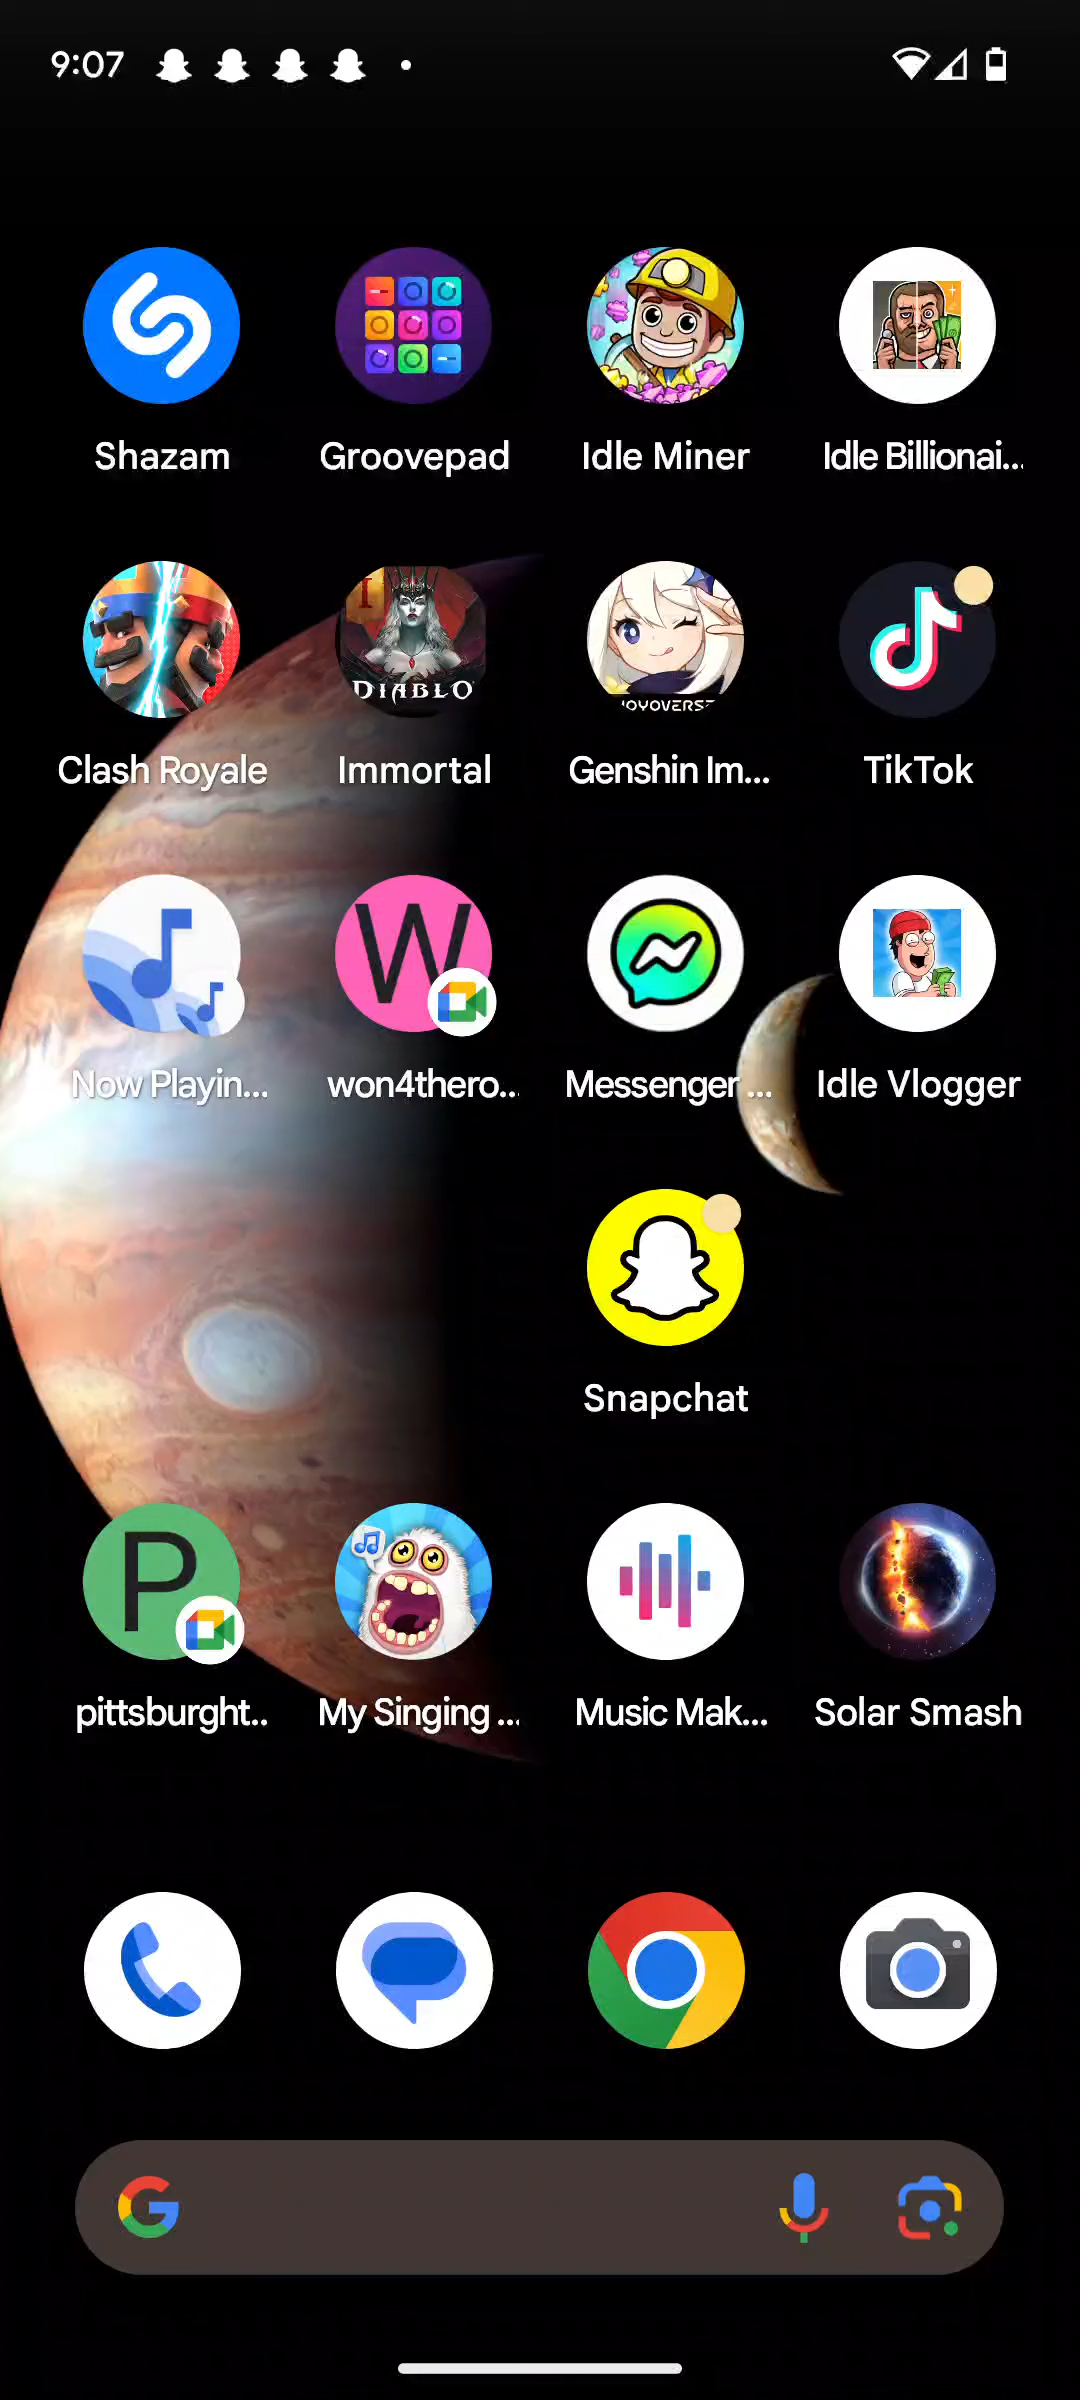 9:07
Shazam
Groovepad
Idle Miner
Idle Billionai...
I
DIABLO
Clash Royale
Immortal
Genshin Im...
TikTok
W
Now Playin...
won4thero...
Messenger ...
Idle Vlogger
Snapchat
P
pittsburght..
My Singing ...
Music Mak...
Solar Smash
G